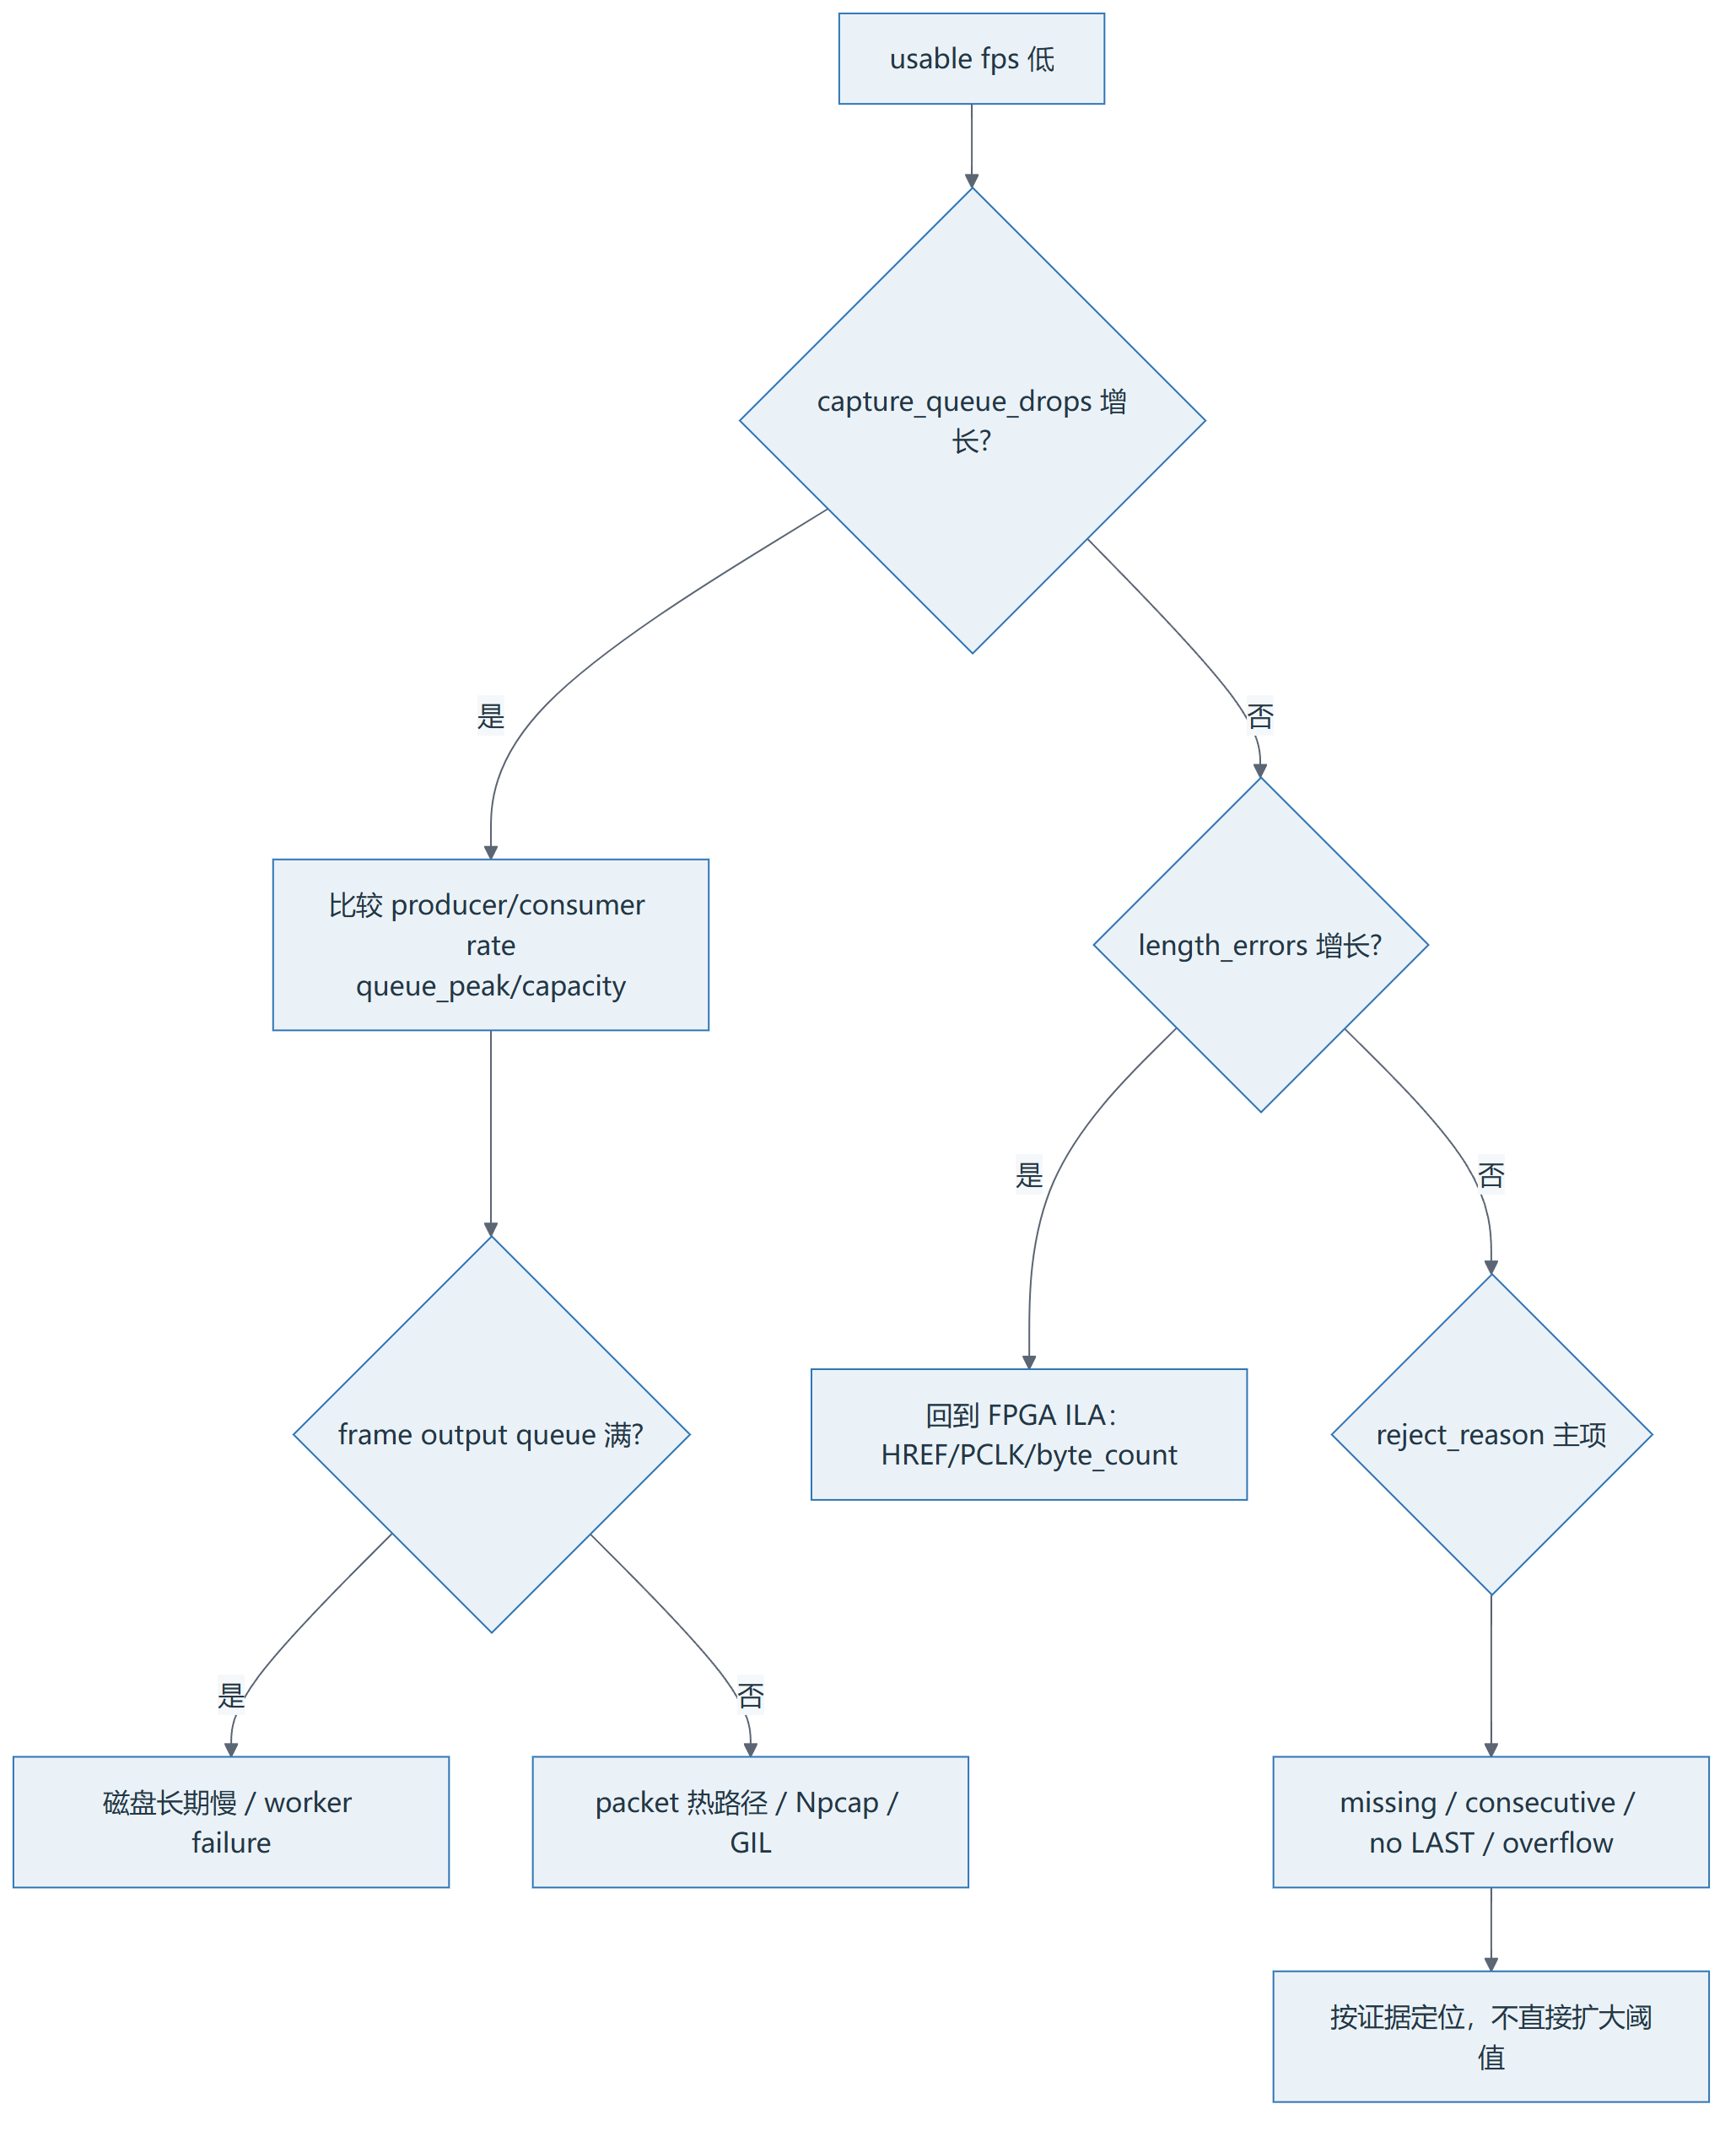 usable fps 低
capture_queue_drops 增
长?
是
否
比较 producer/consumer
rate
queue_peak/capacity
length_errors 增长?
是
否
frame output queue 满?
回到 FPGA ILA：
HREF/PCLK/byte_count
reject_reason 主项
是
否
磁盘长期慢 / worker
failure
packet 热路径 / Npcap /
GIL
missing / consecutive /
no LAST / overflow
按证据定位，不直接扩大阈
值